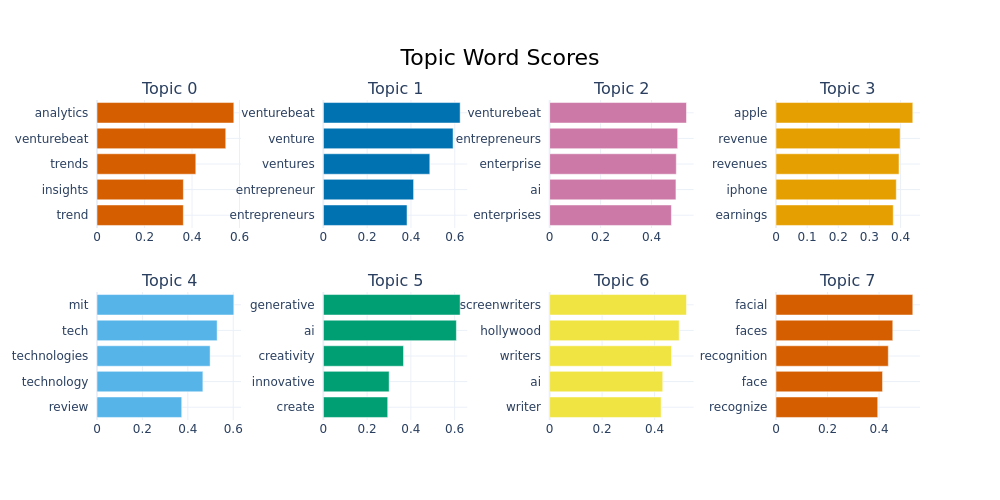 Topic Word Scores
Topic 0
analytics
venturebeat
trends
insights
trend
0 0.2 0.4 0.6
Topic 1
venturebeat
venture
ventures
entrepreneur
entrepreneurs
0 0.2 0.4 0.6
Topic 2
venturebeat
entrepreneurs
enterprise
ai
enterprises
0 0.2 0.4
Topic 3
apple
revenue
revenues
iphone
earnings
0 0.1 0.2 0.3 0.4
Topic 4
mit
tech
technologies
technology
review
0 0.2 0.4 0.6
Topic 5
generative
ai
creativity
innovative
create
0 0.2 0.4 0.6
Topic 6
screenwriters
hollywood
writers
ai
writer
0 0.2 0.4
Topic 7
facial
faces
recognition
face
recognize
0 0.2 0.4